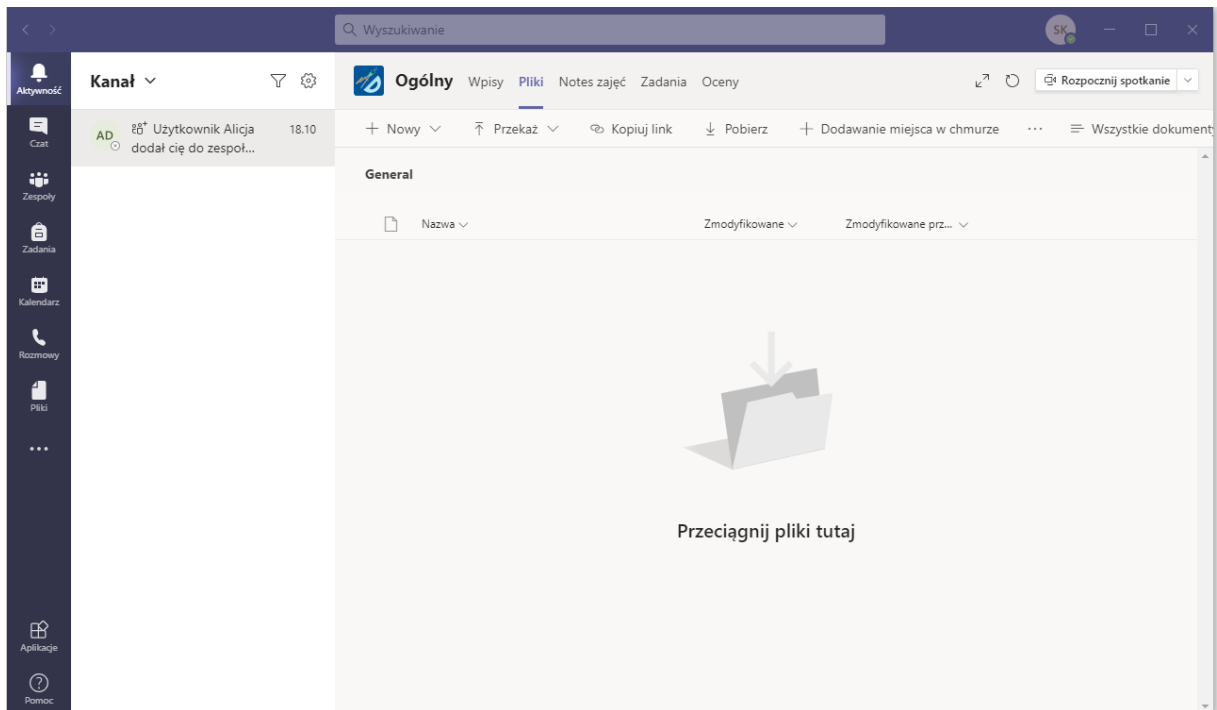 Wyszukiwanie
SK
Aktywność
Czat
Zespoły
Zadania
Kalendarz
Rozmowy
Pliki
Aplikacje
Pomoc
Kanał
AD
Użytkownik Alicja 18.10
dodał cię do zespoł...
Ogólny Wpisy Pliki Notes zajęć Zadania Oceny
Rozpocznij spotkanie
+ Nowy Przekaż Kopiuj link Pobierz + Dodawanie miejsca w chmurze ... Wszystkie dokument
General
Nazwa Zmodyfikowane Zmodyfikowane prz...
Przeciągnij pliki tutaj